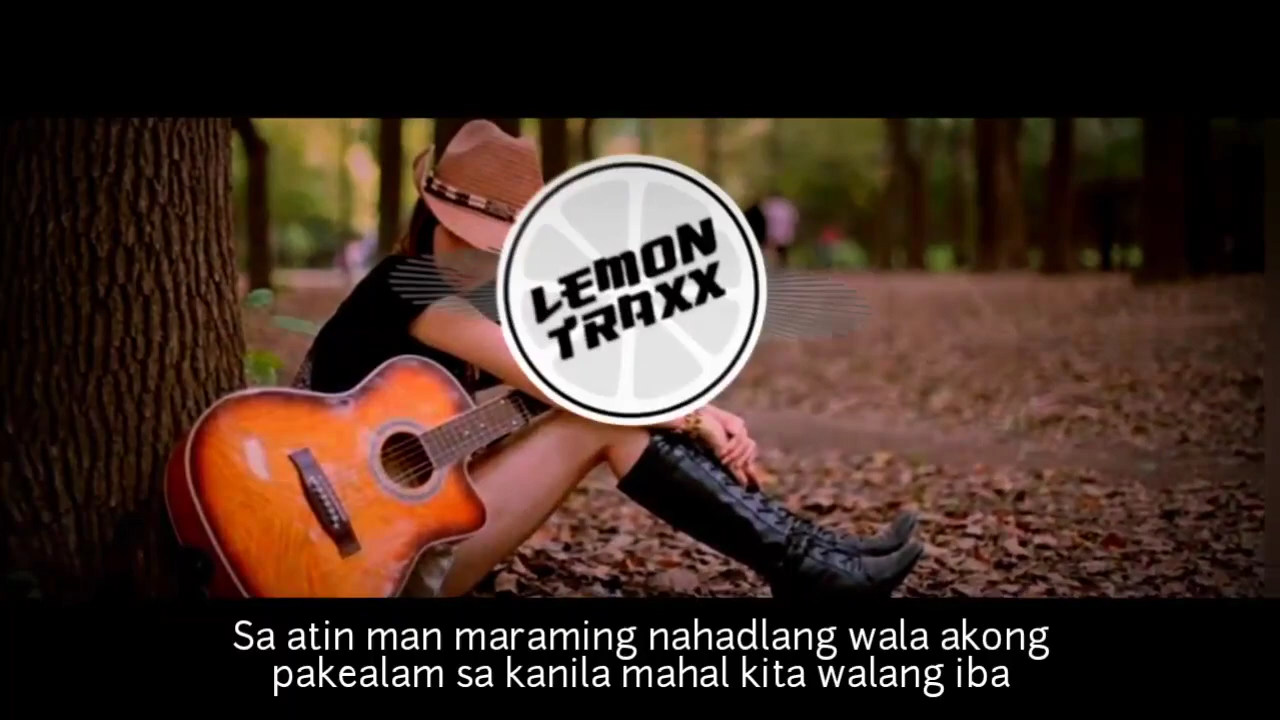 LEMON
TRAXX
Sa atin man maraming nahadlang wala akong
pakealam sa kanila mahal kita walang iba